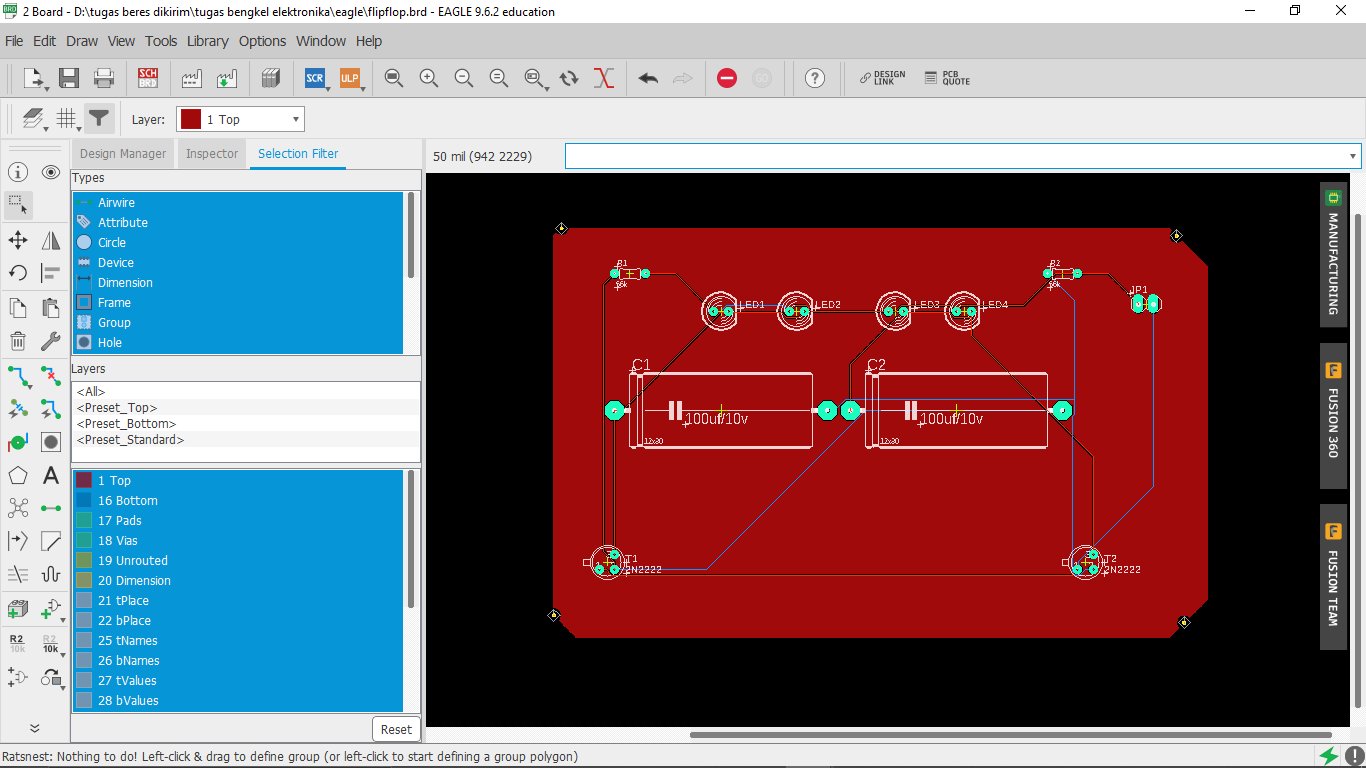 2 Board - D:\tugas beres dikirim\tugas bengkel elektronika\eagle\flipflop.brd - EAGLE 9.6.2 education
File Edit Draw View Tools Library Options Window Help
SCH
BRD
SCR
ULP
GO
DESIGN
LINK
PCB
QUOTE
Layer: 1 Top
Design Manager Inspector Selection Filter
50 mil (942 2229)
Types
Airwire
Attribute
Circle
Device
Dimension
Frame
Group
Hole
Layers
<All>
<Preset_Top>
<Preset_Bottom>
<Preset_Standard>
1 Top
16 Bottom
17 Pads
18 Vias
19 Unrouted
20 Dimension
21 tPlace
22 bPlace
25 tNames
26 bNames
27 tValues
28 bValues
Reset
R2
10k
R2
10k
R1
56k
LED1
LED2
LED3
LED4
R2
56k
JP1
C1
100uf/10v
12x30
C2
100uf/10v
12x30
T1
2N2222
T2
2N2222
MANUFACTURING
FUSION 360
FUSION TEAM
Ratsnest: Nothing to do! Left-click & drag to define group (or left-click to start defining a group polygon)